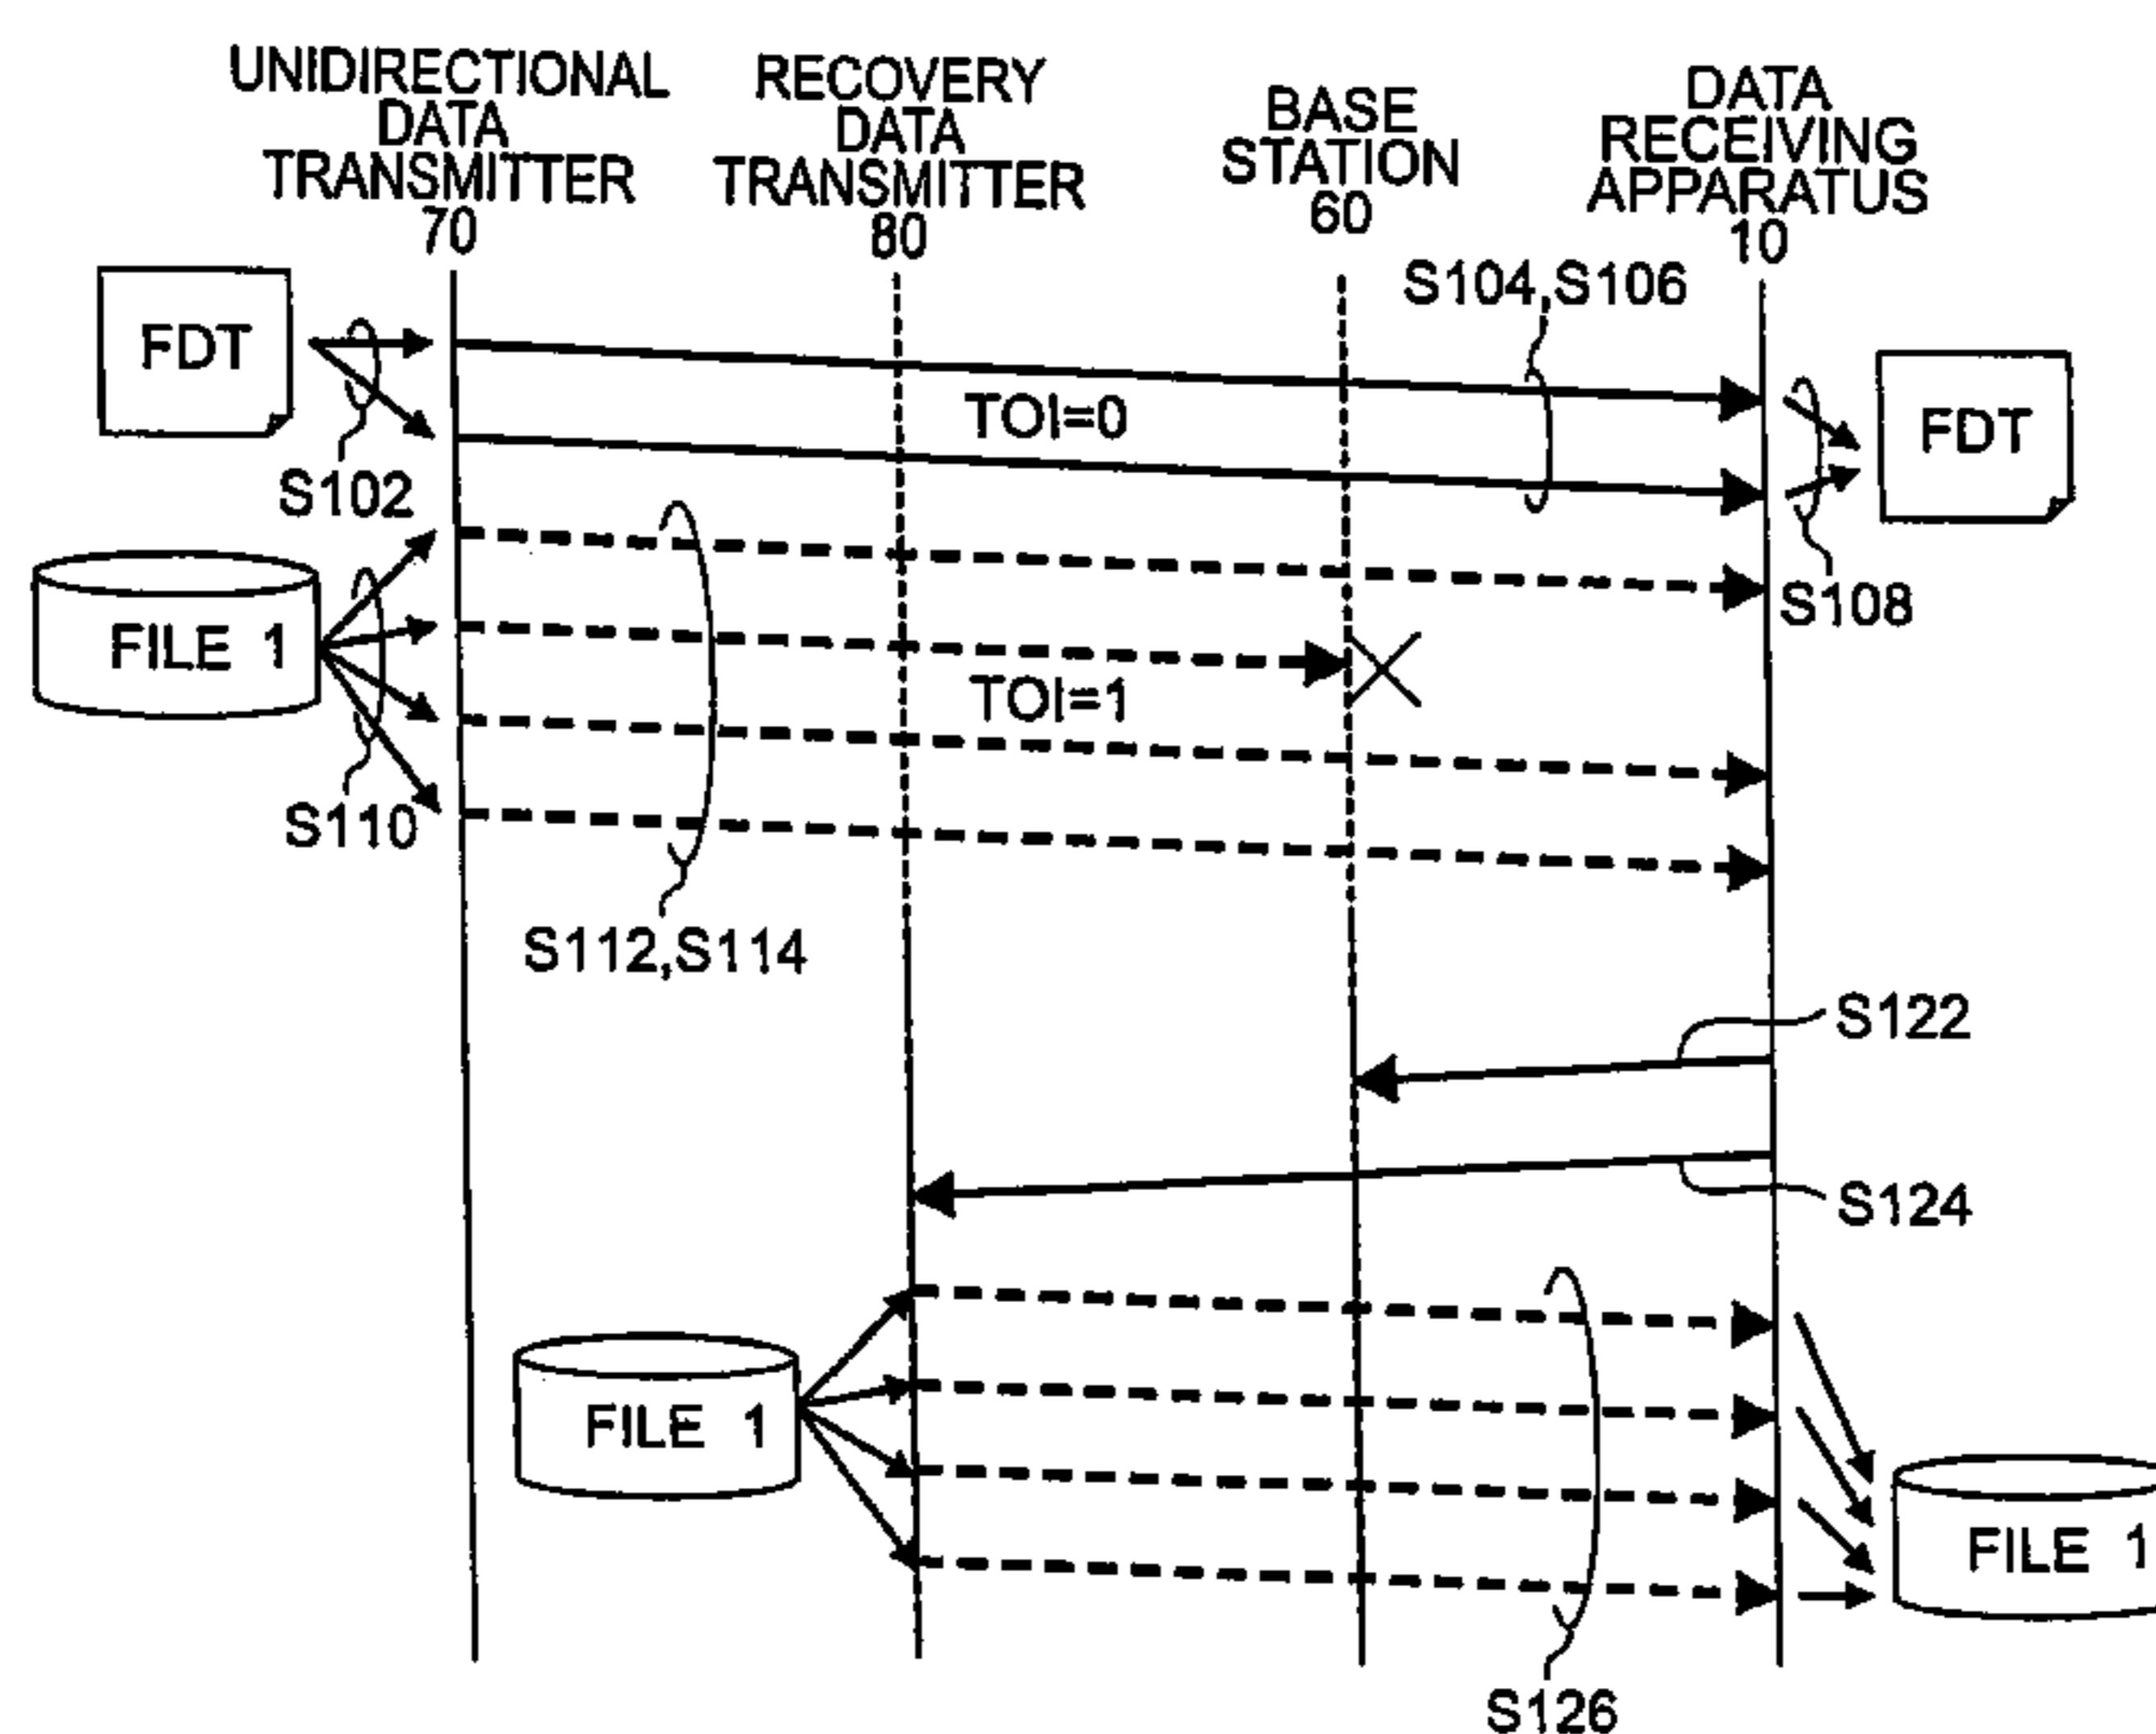 UNIDIRECTIONAL
DATA
TRANSMITTER
70
RECOVERY
DATA
TRANSMITTER
80
BASE
STATION
60
DATA
RECEIVING
APPARATUS
10
S104,S106
FDT
TOI=0
FDT
S102
S108
FILE 1
TOI=1
S110
S112,S114
S122
S124
FILE 1
FILE 1
S126